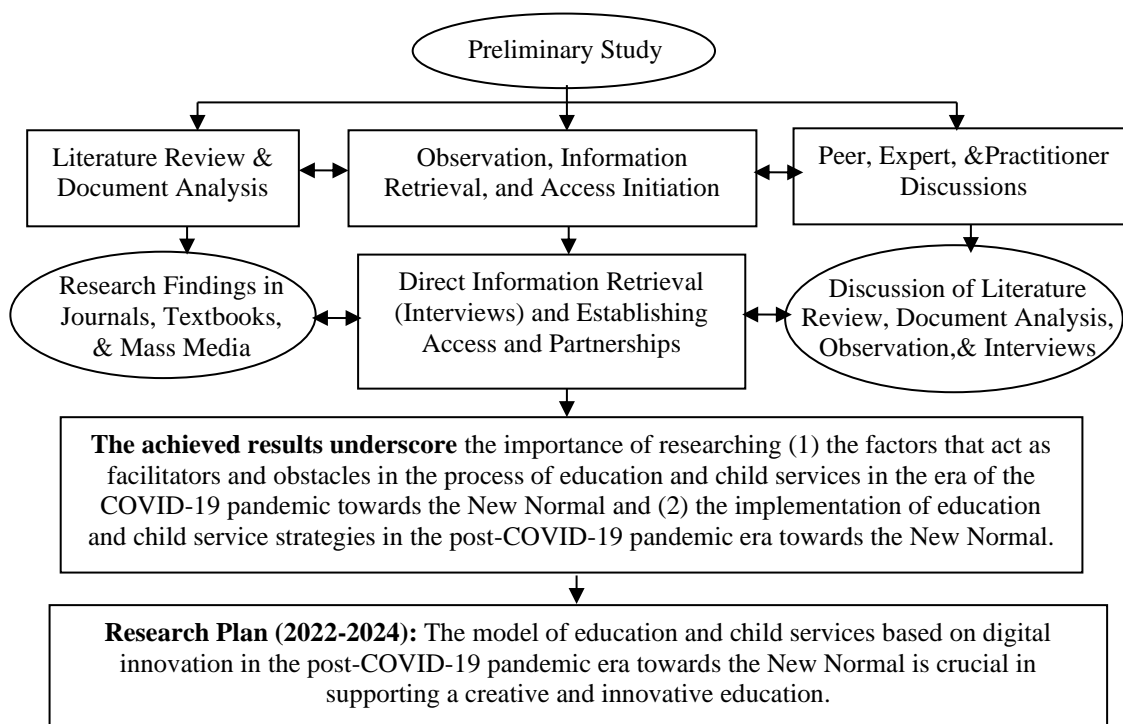 Preliminary Study
Literature Review &
Document Analysis
Observation, Information
Retrieval, and Access Initiation
Peer, Expert, &Practitioner
Discussions
Research Findings in
Journals, Textbooks,
& Mass Media
Direct Information Retrieval
(Interviews) and Establishing
Access and Partnerships
Discussion of Literature
Review, Document Analysis,
Observation,& Interviews
The achieved results underscore the importance of researching (1) the factors that act as
facilitators and obstacles in the process of education and child services in the era of the
COVID-19 pandemic towards the New Normal and (2) the implementation of education
and child service strategies in the post-COVID-19 pandemic era towards the New Normal.
Research Plan (2022-2024): The model of education and child services based on digital
innovation in the post-COVID-19 pandemic era towards the New Normal is crucial in
supporting a creative and innovative education.